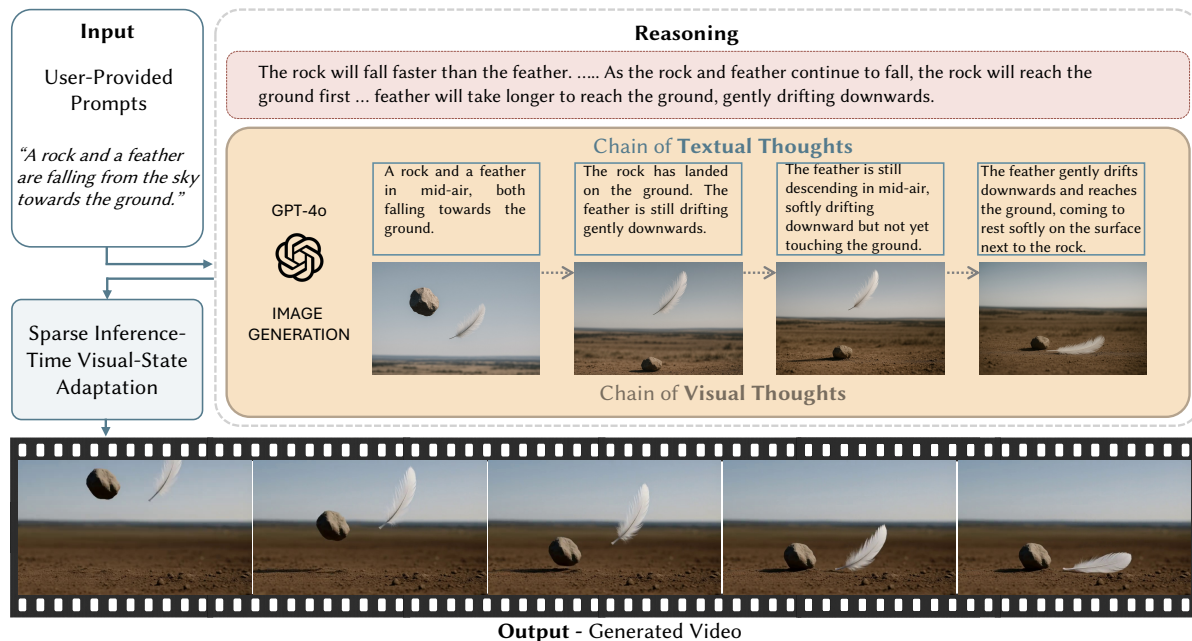 Input
User-Provided
Prompts
“A rock and a feather
are falling from the sky
towards the ground.”
Reasoning
The rock will fall faster than the feather. ..... As the rock and feather continue to fall, the rock will reach the
ground first ... feather will take longer to reach the ground, gently drifting downwards.
Chain of Textual Thoughts
GPT-4o
IMAGE
GENERATION
A rock and a feather
in mid-air, both
falling towards the
ground.
The rock has landed
on the ground. The
feather is still drifting
gently downwards.
The feather is still
descending in mid-air,
softly drifting
downward but not yet
touching the ground.
The feather gently drifts
downwards and reaches
the ground, coming to
rest softly on the surface
next to the rock.
Chain of Visual Thoughts
Sparse Inference-
Time Visual-State
Adaptation
Output - Generated Video